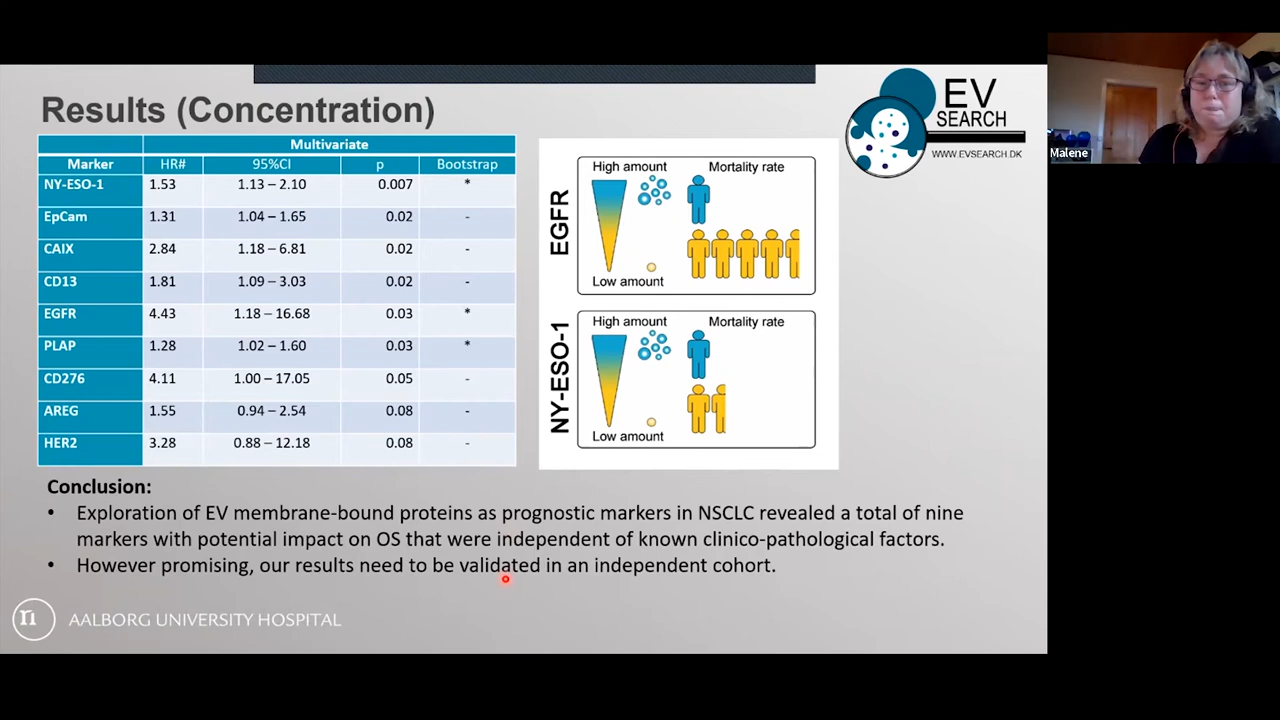 Results (Concentration)
EV
SEARCH
WWW.EVSEARCH.DK
Malene
Multivariate
Marker HR# 95%CI p Bootstrap
NY-ESO-1 1.53 1.13 – 2.10 0.007 *
EpCam 1.31 1.04 – 1.65 0.02 -
CAIX 2.84 1.18 – 6.81 0.02 -
CD13 1.81 1.09 – 3.03 0.02 -
EGFR 4.43 1.18 – 16.68 0.03 *
PLAP 1.28 1.02 – 1.60 0.03 *
CD276 4.11 1.00 – 17.05 0.05 -
AREG 1.55 0.94 – 2.54 0.08 -
HER2 3.28 0.88 – 12.18 0.08 -
EGFR
High amount Mortality rate
Low amount
NY-ESO-1
High amount Mortality rate
Low amount
Conclusion:
• Exploration of EV membrane-bound proteins as prognostic markers in NSCLC revealed a total of nine
markers with potential impact on OS that were independent of known clinico-pathological factors.
• However promising, our results need to be validated in an independent cohort.
AALBORG UNIVERSITY HOSPITAL